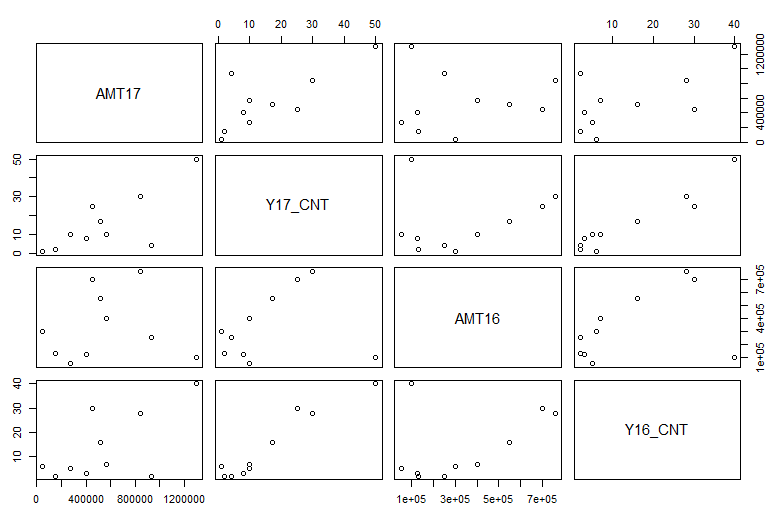 0 10 20 30 40 50 10 20 30 40
AMT17
0 400000 1200000
Y17_CNT
0 10 30 50
AMT16
1e+05 4e+05 7e+05
Y16_CNT
10 20 30 40
0 400000 800000 1200000 1e+05 3e+05 5e+05 7e+05